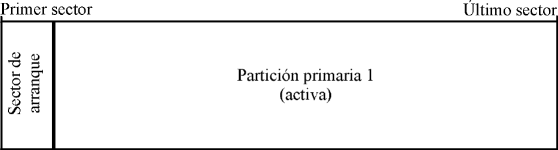 Primer sector
Último sector
Sector de
arranque
Partición primaria 1
(activa)